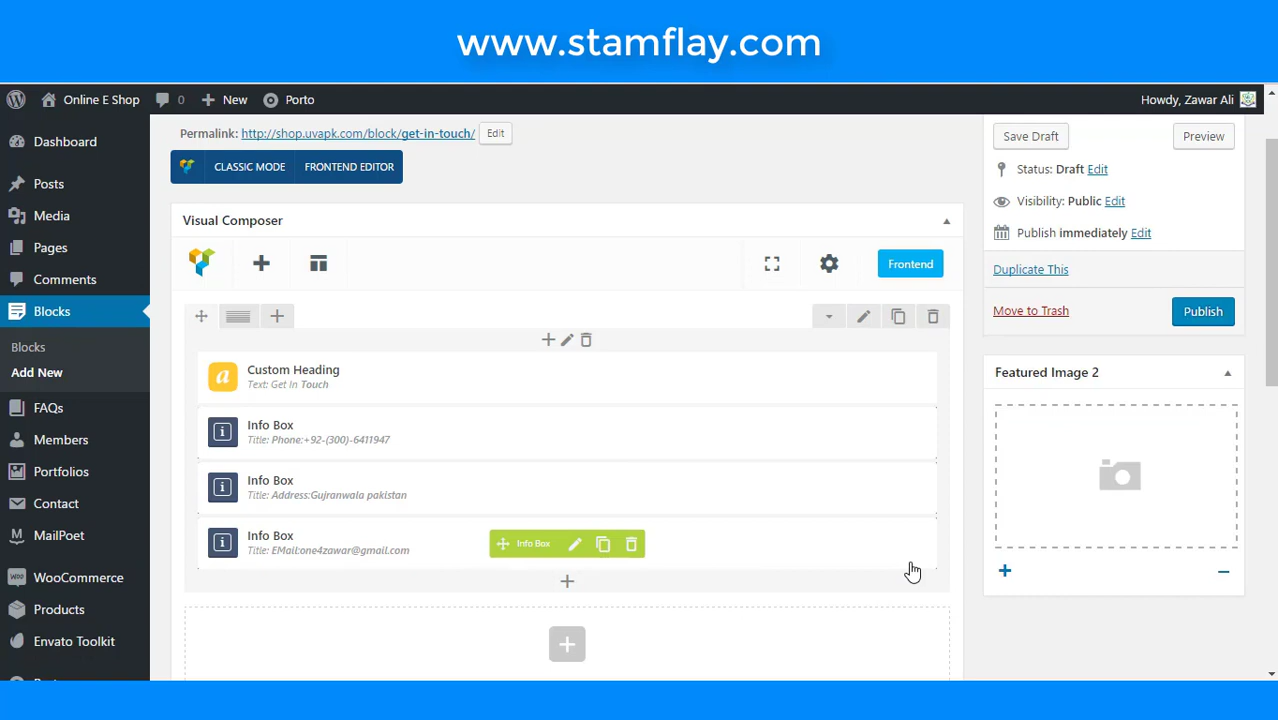 www.stamflay.com
Online E Shop 0 New Porto Howdy, Zawar Ali
Dashboard
Posts
Media
Pages
Comments
Blocks
Blocks
Add New
FAQs
Members
Portfolios
Contact
MailPoet
WooCommerce
Products
Envato Toolkit
Permalink: http://shop.uvapk.com/block/get-in-touch/ Edit
CLASSIC MODE FRONTEND EDITOR
Visual Composer
Frontend
Custom Heading
Text: Get In Touch
Info Box
Title: Phone:+92-(300)-6411947
Info Box
Title: Address:Gujranwala pakistan
Info Box
Title: EMail:one4zawar@gmail.com
Info Box
Save Draft Preview
Status: Draft Edit
Visibility: Public Edit
Publish immediately Edit
Duplicate This
Move to Trash Publish
Featured Image 2